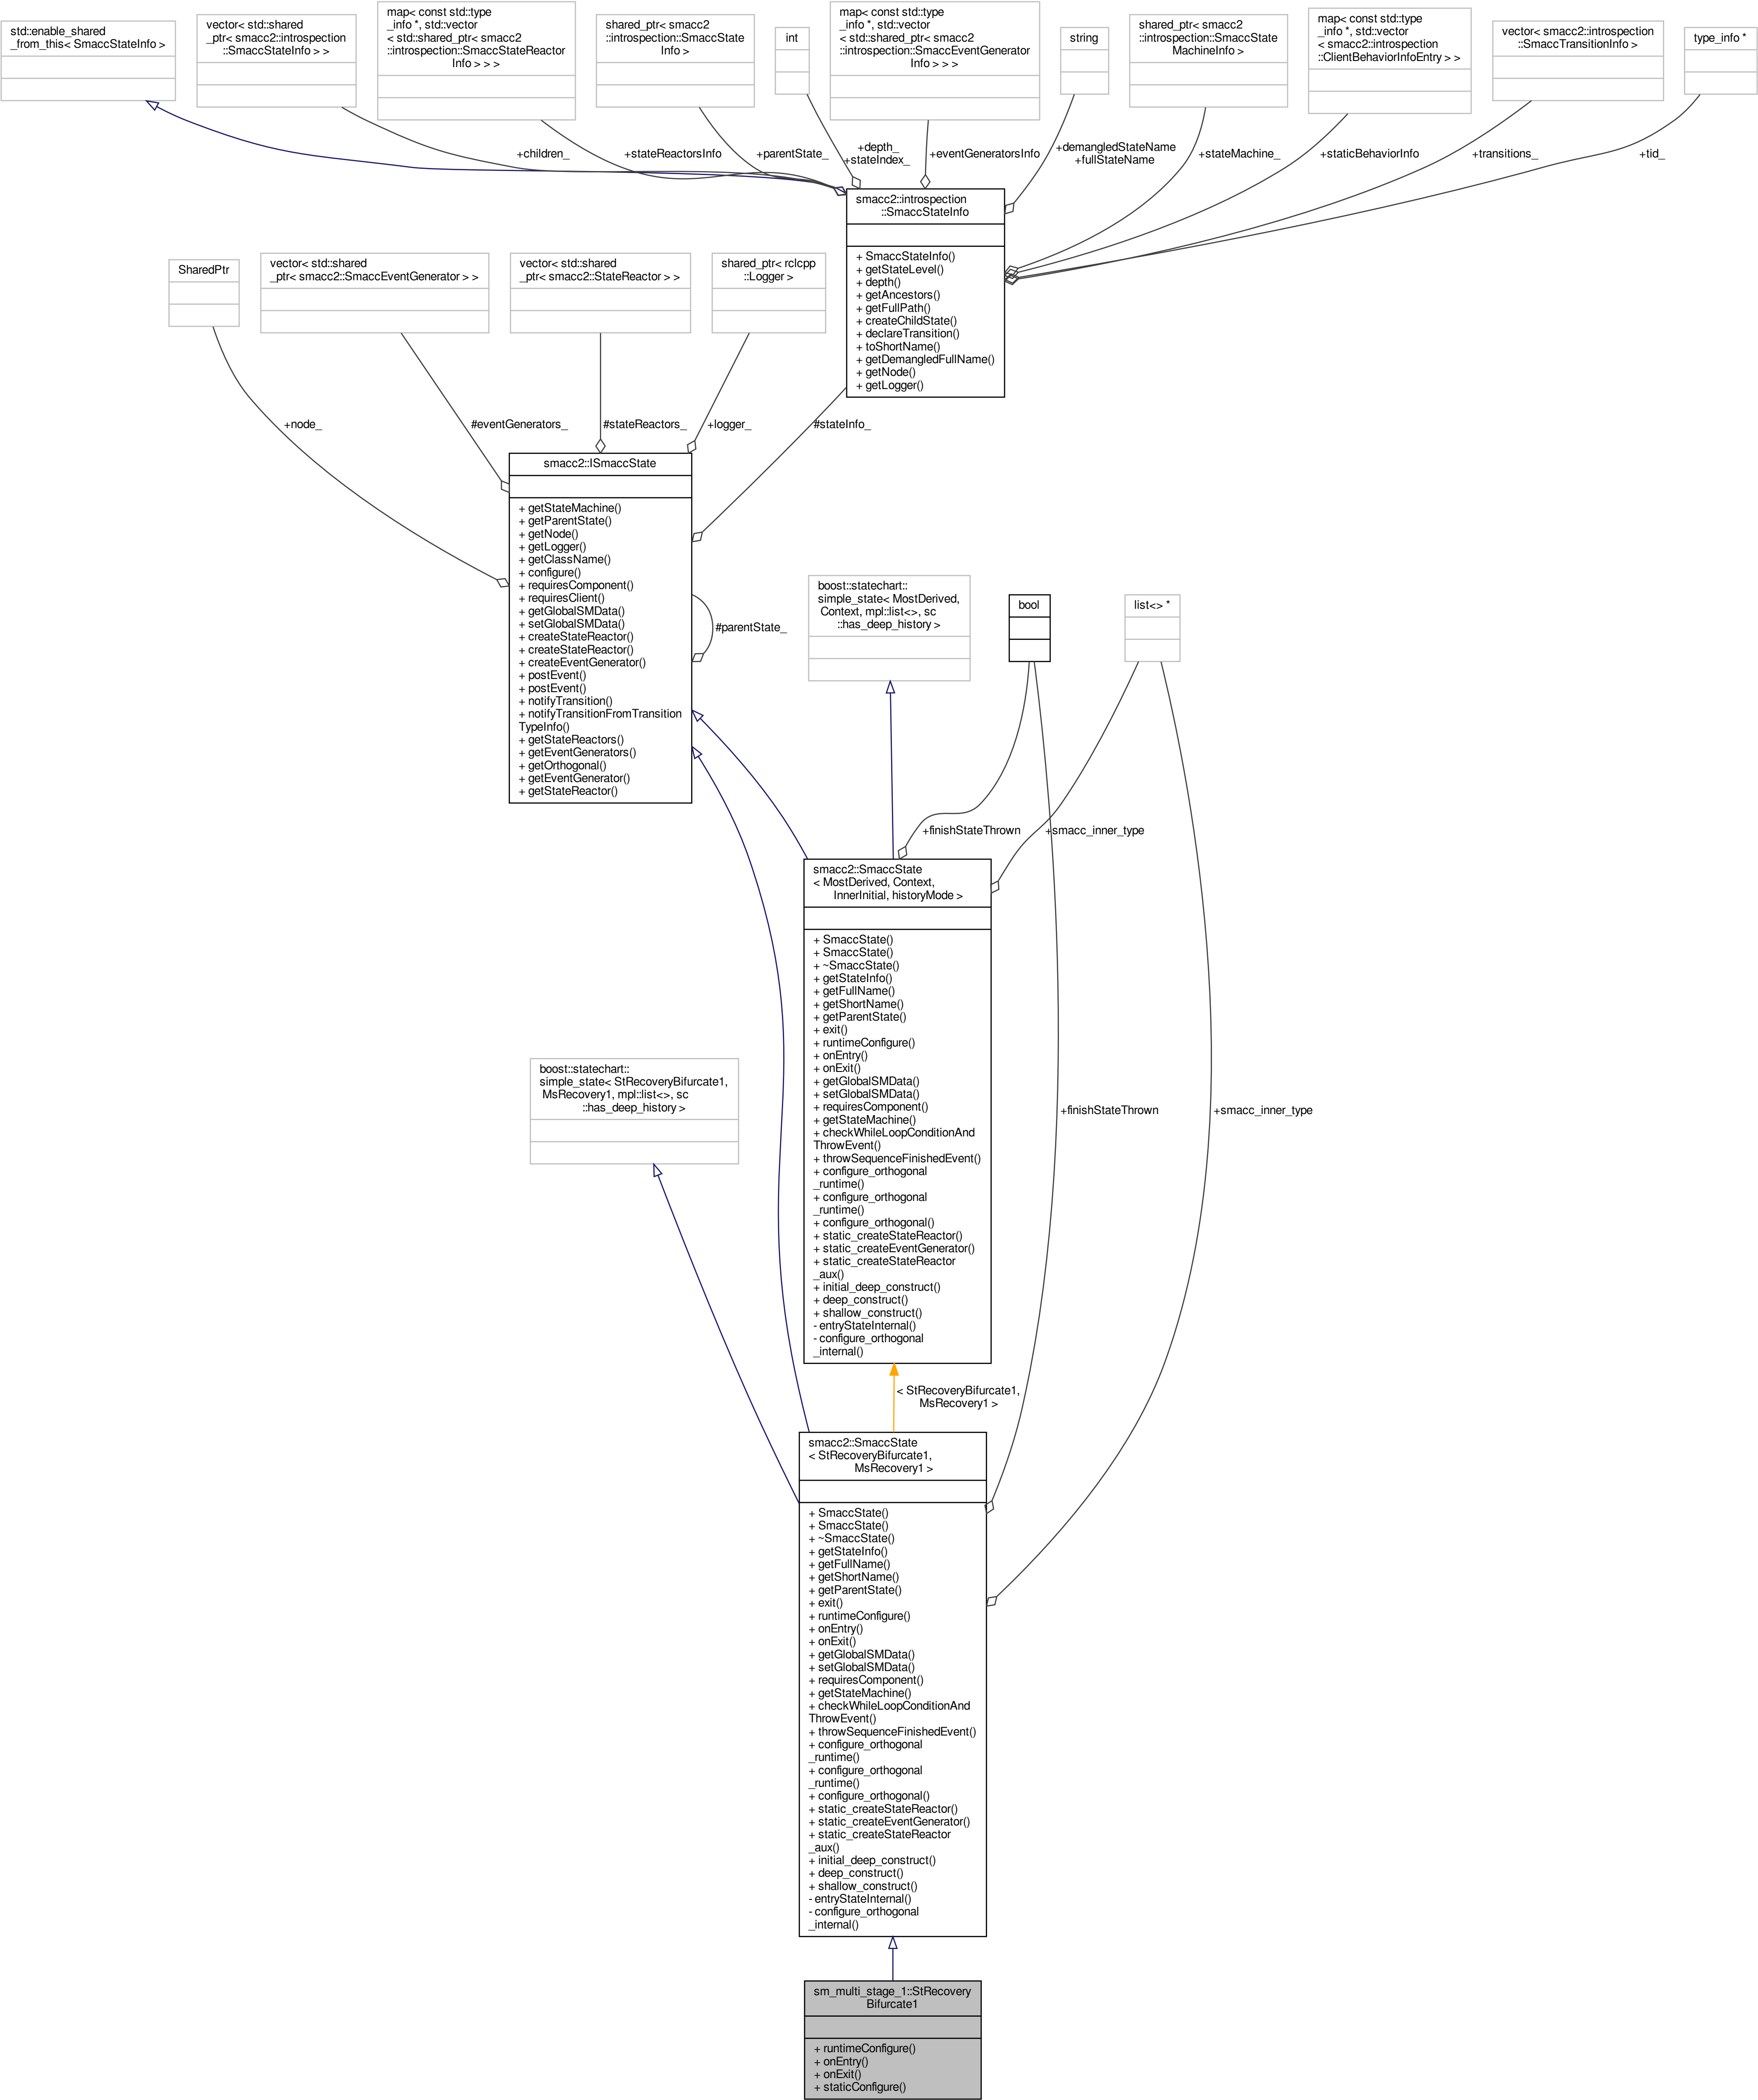 std::enable_shared
_from_this< SmaccStateInfo >
vector< std::shared
_ptr< smacc2::introspection
::SmaccStateInfo > >
map< const std::type
_info *, std::vector
< std::shared_ptr< smacc2
::introspection::SmaccStateReactor
Info > > >
shared_ptr< smacc2
::introspection::SmaccState
Info >
int
map< const std::type
_info *, std::vector
< std::shared_ptr< smacc2
::introspection::SmaccEventGenerator
Info > > >
string
shared_ptr< smacc2
::introspection::SmaccState
MachineInfo >
map< const std::type
_info *, std::vector
< smacc2::introspection
::ClientBehaviorInfoEntry > >
vector< smacc2::introspection
::SmaccTransitionInfo >
type_info *
+children_
+stateReactorsInfo
+parentState_
+depth_
+stateIndex_
+eventGeneratorsInfo
+demangledStateName
+fullStateName
+stateMachine_
+staticBehaviorInfo
+transitions_
+tid_
smacc2::introspection
::SmaccStateInfo
+ SmaccStateInfo()
+ getStateLevel()
+ depth()
+ getAncestors()
+ getFullPath()
+ createChildState()
+ declareTransition()
+ toShortName()
+ getDemangledFullName()
+ getNode()
+ getLogger()
SharedPtr
vector< std::shared
_ptr< smacc2::SmaccEventGenerator > >
vector< std::shared
_ptr< smacc2::StateReactor > >
shared_ptr< rclcpp
::Logger >
+node_
#eventGenerators_
#stateReactors_
+logger_
#stateInfo_
smacc2::ISmaccState
+ getStateMachine()
+ getParentState()
+ getNode()
+ getLogger()
+ getClassName()
+ configure()
+ requiresComponent()
+ requiresClient()
+ getGlobalSMData()
+ setGlobalSMData()
+ createStateReactor()
+ createStateReactor()
+ createEventGenerator()
+ postEvent()
+ postEvent()
+ notifyTransition()
+ notifyTransitionFromTransition
TypeInfo()
+ getStateReactors()
+ getEventGenerators()
+ getOrthogonal()
+ getEventGenerator()
+ getStateReactor()
#parentState_
boost::statechart::
simple_state< MostDerived,
Context, mpl::list<>, sc
::has_deep_history >
bool
list<> *
+finishStateThrown
+smacc_inner_type
smacc2::SmaccState
< MostDerived, Context,
InnerInitial, historyMode >
+ SmaccState()
+ SmaccState()
+ ~SmaccState()
+ getStateInfo()
+ getFullName()
+ getShortName()
+ getParentState()
+ exit()
+ runtimeConfigure()
+ onEntry()
+ onExit()
+ getGlobalSMData()
+ setGlobalSMData()
+ requiresComponent()
+ getStateMachine()
+ checkWhileLoopConditionAnd
ThrowEvent()
+ throwSequenceFinishedEvent()
+ configure_orthogonal
_runtime()
+ configure_orthogonal
_runtime()
+ configure_orthogonal()
+ static_createStateReactor()
+ static_createEventGenerator()
+ static_createStateReactor
_aux()
+ initial_deep_construct()
+ deep_construct()
+ shallow_construct()
- entryStateInternal()
- configure_orthogonal
_internal()
boost::statechart::
simple_state< StRecoveryBifurcate1,
MsRecovery1, mpl::list<>, sc
::has_deep_history >
+finishStateThrown
+smacc_inner_type
< StRecoveryBifurcate1,
MsRecovery1 >
smacc2::SmaccState
< StRecoveryBifurcate1,
MsRecovery1 >
+ SmaccState()
+ SmaccState()
+ ~SmaccState()
+ getStateInfo()
+ getFullName()
+ getShortName()
+ getParentState()
+ exit()
+ runtimeConfigure()
+ onEntry()
+ onExit()
+ getGlobalSMData()
+ setGlobalSMData()
+ requiresComponent()
+ getStateMachine()
+ checkWhileLoopConditionAnd
ThrowEvent()
+ throwSequenceFinishedEvent()
+ configure_orthogonal
_runtime()
+ configure_orthogonal
_runtime()
+ configure_orthogonal()
+ static_createStateReactor()
+ static_createEventGenerator()
+ static_createStateReactor
_aux()
+ initial_deep_construct()
+ deep_construct()
+ shallow_construct()
- entryStateInternal()
- configure_orthogonal
_internal()
sm_multi_stage_1::StRecovery
Bifurcate1
+ runtimeConfigure()
+ onEntry()
+ onExit()
+ staticConfigure()